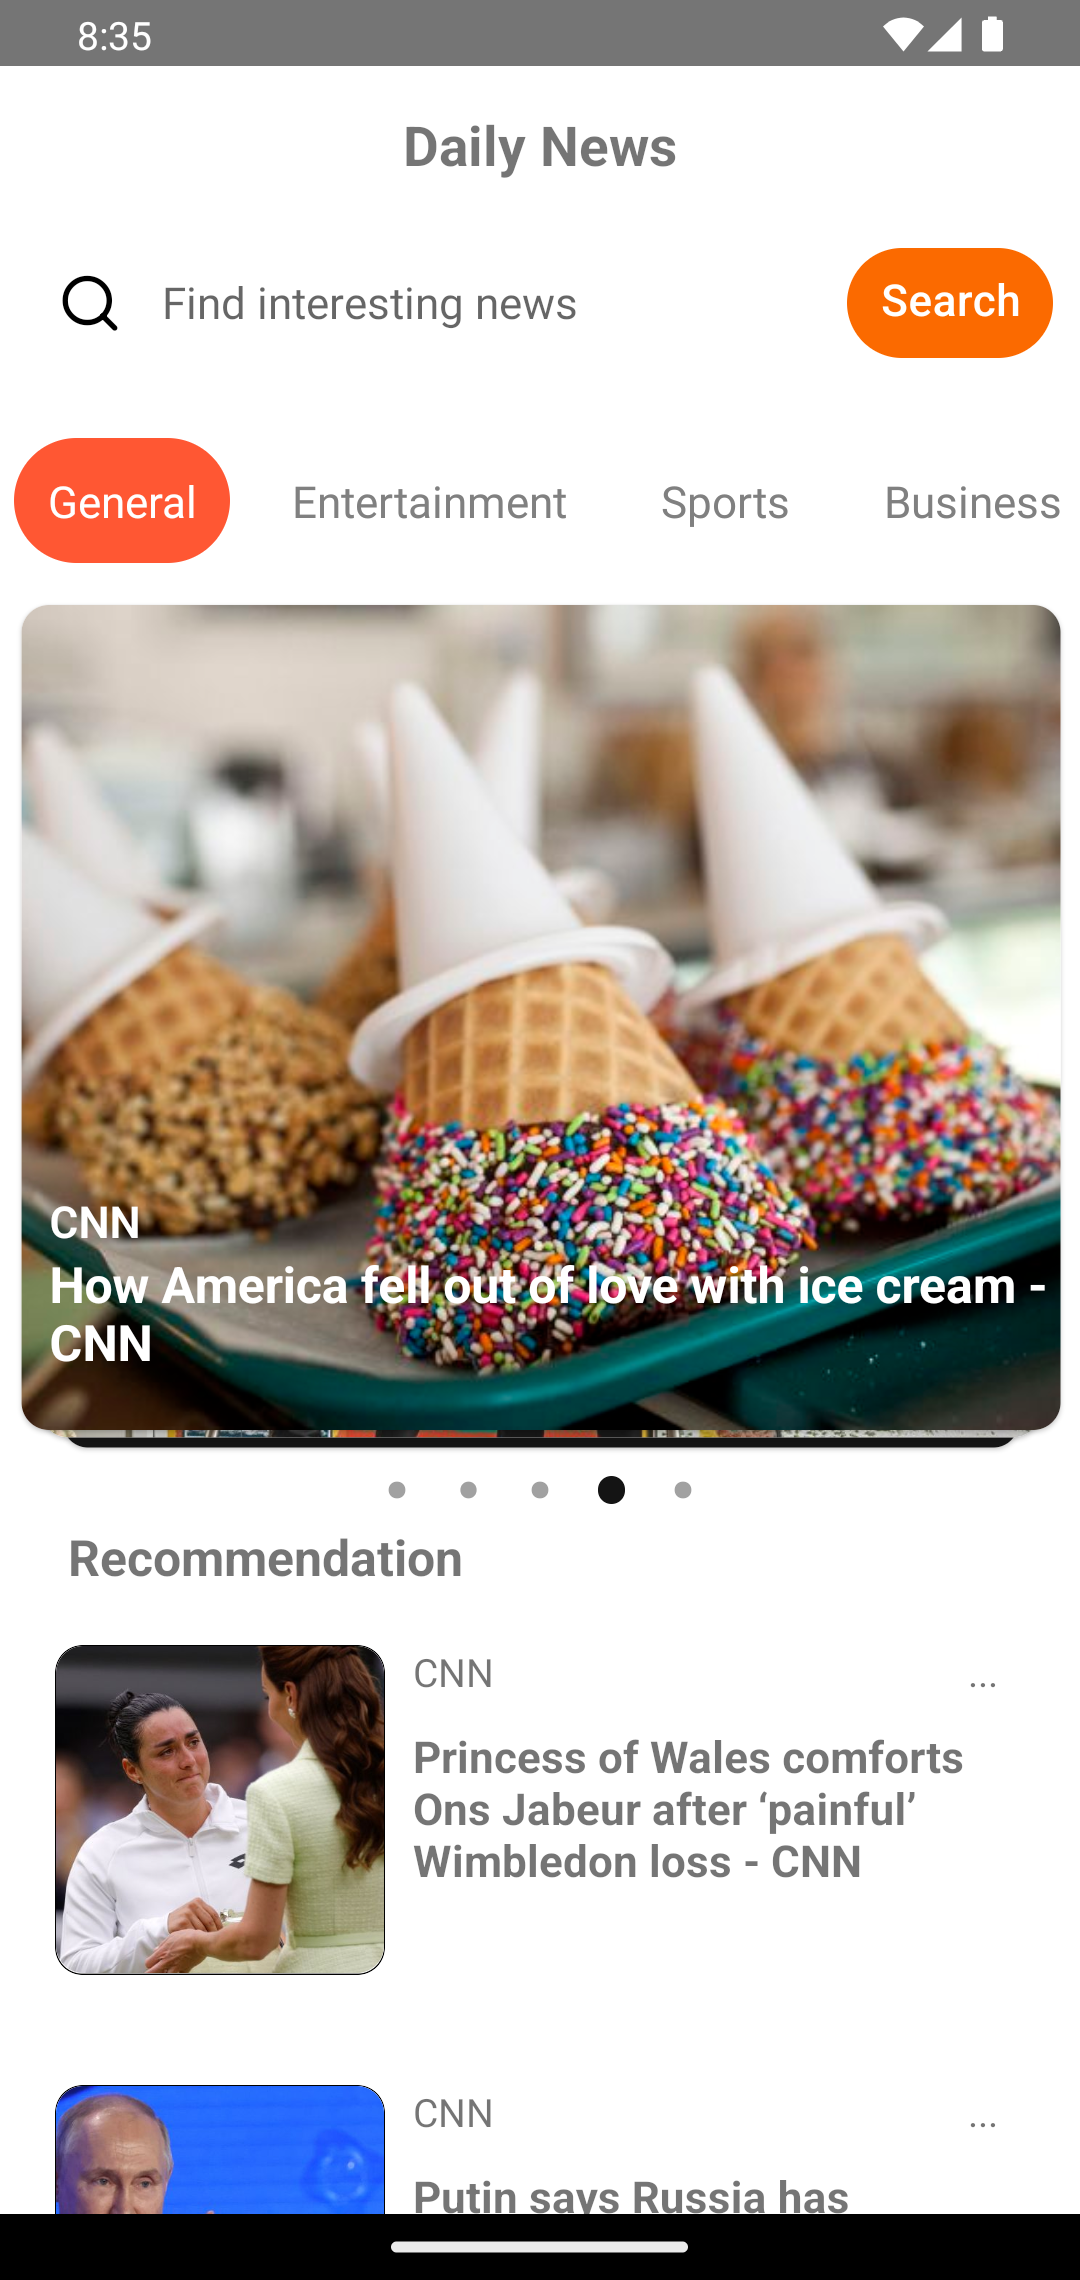 8:35
Daily News
Find interesting news
Search
General
Entertainment
Sports
Business
CNN
How America fell out of love with ice cream -
CNN
Recommendation
CNN
...
Princess of Wales comforts
Ons Jabeur after ‘painful’
Wimbledon loss - CNN
CNN
...
Putin says Russia has